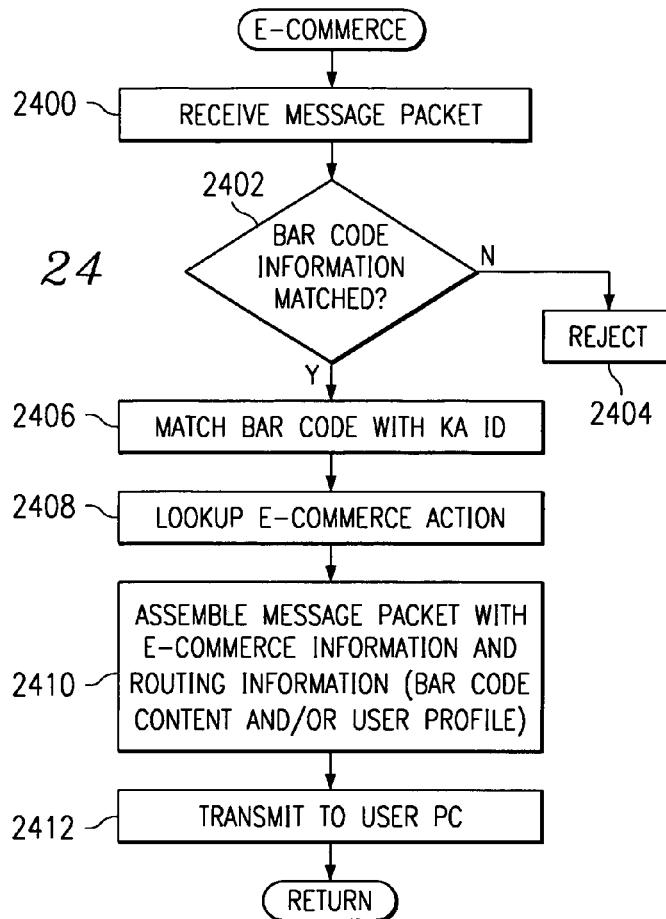 E-COMMERCE
2400
RECEIVE MESSAGE PACKET
2402
BAR CODE
INFORMATION
MATCHED?
24
N
REJECT
2404
Y
2406
MATCH BAR CODE WITH KA ID
2408
LOOKUP E-COMMERCE ACTION
2410
ASSEMBLE MESSAGE PACKET WITH
E-COMMERCE INFORMATION AND
ROUTING INFORMATION (BAR CODE
CONTENT AND/OR USER PROFILE)
2412
TRANSMIT TO USER PC
RETURN